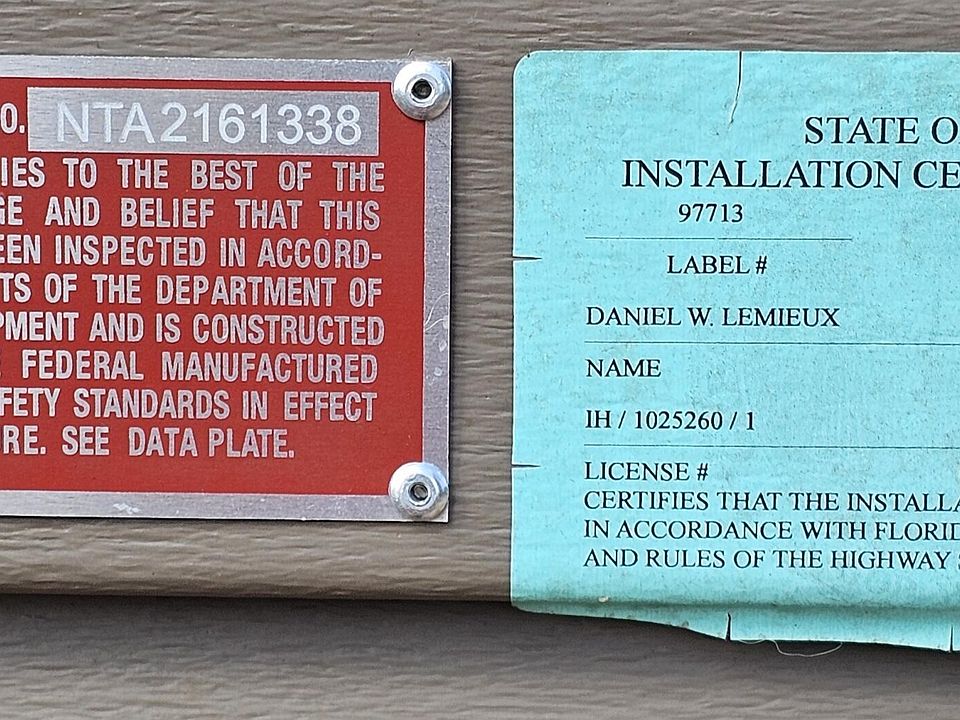 O. NTA2161338
IES TO THE BEST OF THE
GE AND BELIEF THAT THIS
EEN INSPECTED IN ACCORD-
TS OF THE DEPARTMENT OF
PMENT AND IS CONSTRUCTED
E FEDERAL MANUFACTURED
FETY STANDARDS IN EFFECT
RE. SEE DATA PLATE.
STATE O
INSTALLATION CE
97713
LABEL #
DANIEL W. LEMIEUX
NAME
IH / 1025260 / 1
LICENSE #
CERTIFIES THAT THE INSTALLA
IN ACCORDANCE WITH FLORID
AND RULES OF THE HIGHWAY S